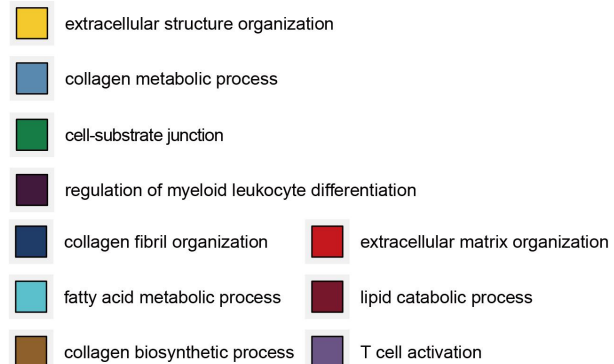 extracellular structure organization
collagen metabolic process
cell-substrate junction
regulation of myeloid leukocyte differentiation
collagen fibril organization
extracellular matrix organization
fatty acid metabolic process
lipid catabolic process
collagen biosynthetic process
T cell activation